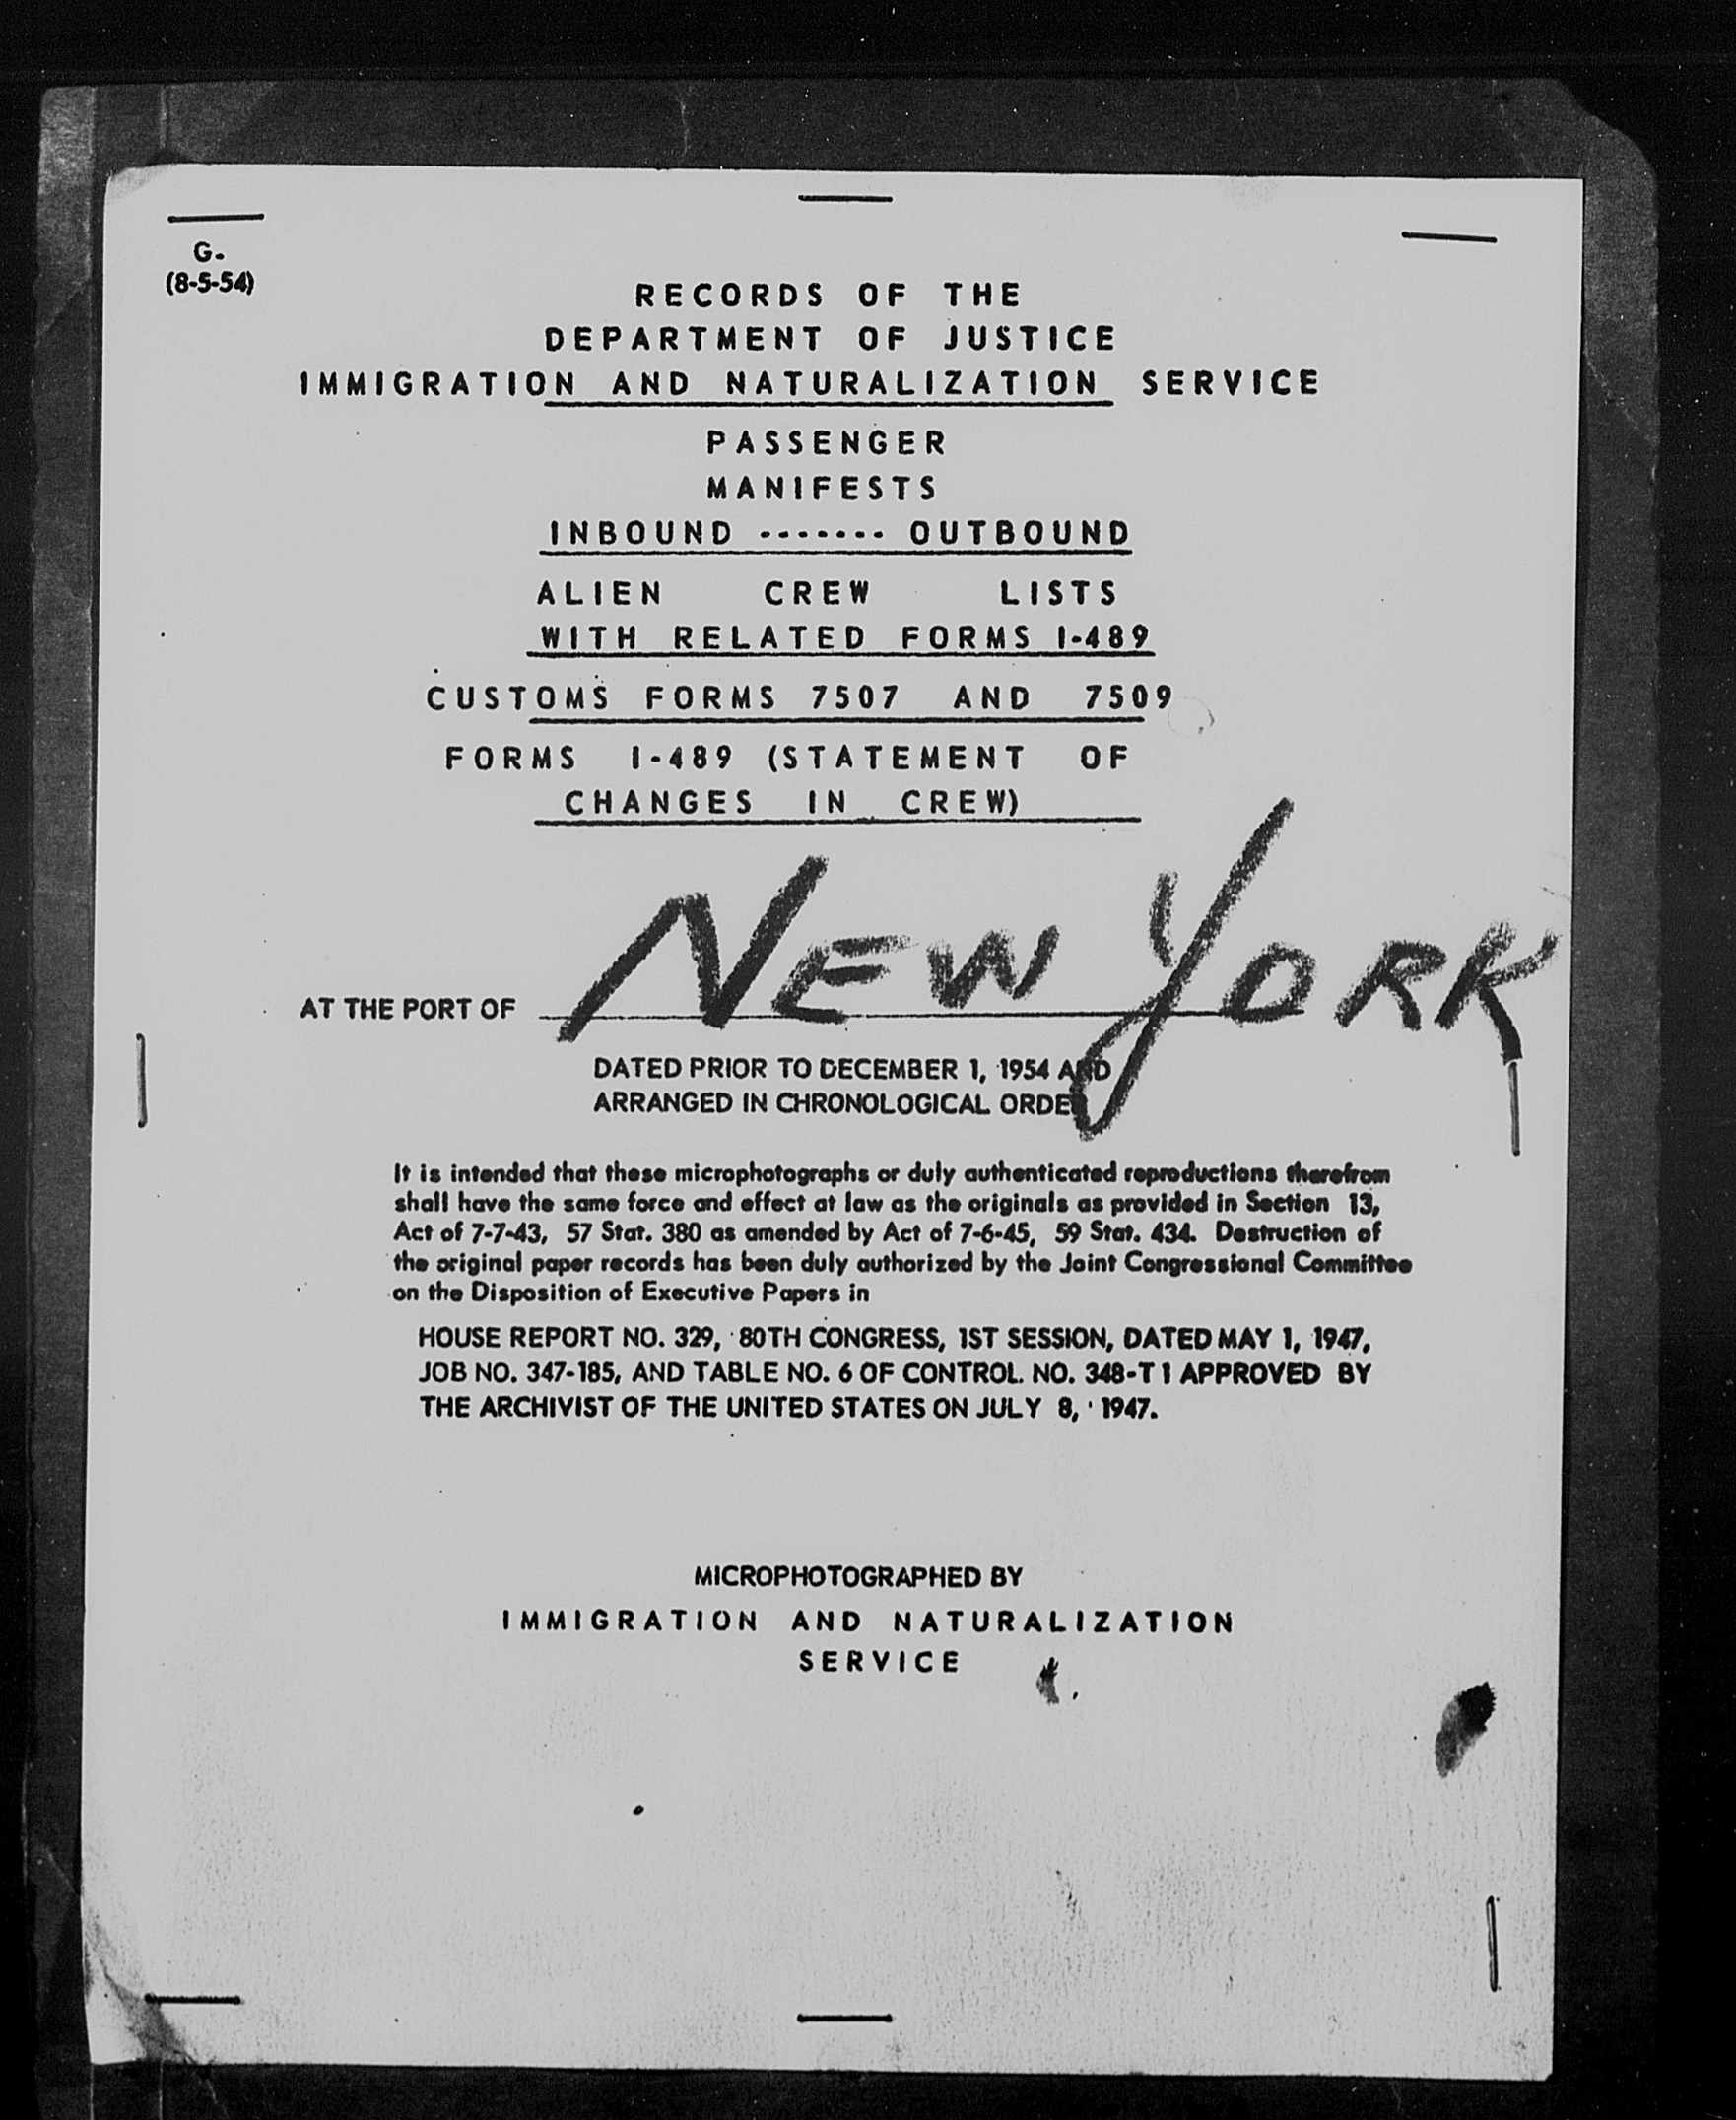 G.
(8-5-54)
RECORDS OF THE
DEPARTMENT OF JUSTICE
IMMIGRATION AND NATURALIZATION SERVICE
PASSENGER
MANIFESTS
INBOUND ------- OUTBOUND
ALIEN CREW LISTS
WITH RELATED FORMS I-489
CUSTOMS FORMS 7507 AND 7509
FORMS I-489 (STATEMENT OF
CHANGES IN CREW)
AT THE PORT OF NEW YORK
DATED PRIOR TO DECEMBER 1, 1954 AND
ARRANGED IN CHRONOLOGICAL ORDER
It is intended that these microphotographs or duly authenticated reproductions therefrom
shall have the same force and effect at law as the originals as provided in Section 13,
Act of 7-7-43, 57 Stat. 380 as amended by Act of 7-6-45, 59 Stat. 434. Destruction of
the original paper records has been duly authorized by the Joint Congressional Committee
on the Disposition of Executive Papers in
HOUSE REPORT NO. 329, 80TH CONGRESS, 1ST SESSION, DATED MAY 1, 1947,
JOB NO. 347-185, AND TABLE NO. 6 OF CONTROL NO. 348-T 1 APPROVED BY
THE ARCHIVIST OF THE UNITED STATES ON JULY 8, 1947.
MICROPHOTOGRAPHED BY
IMMIGRATION AND NATURALIZATION
SERVICE